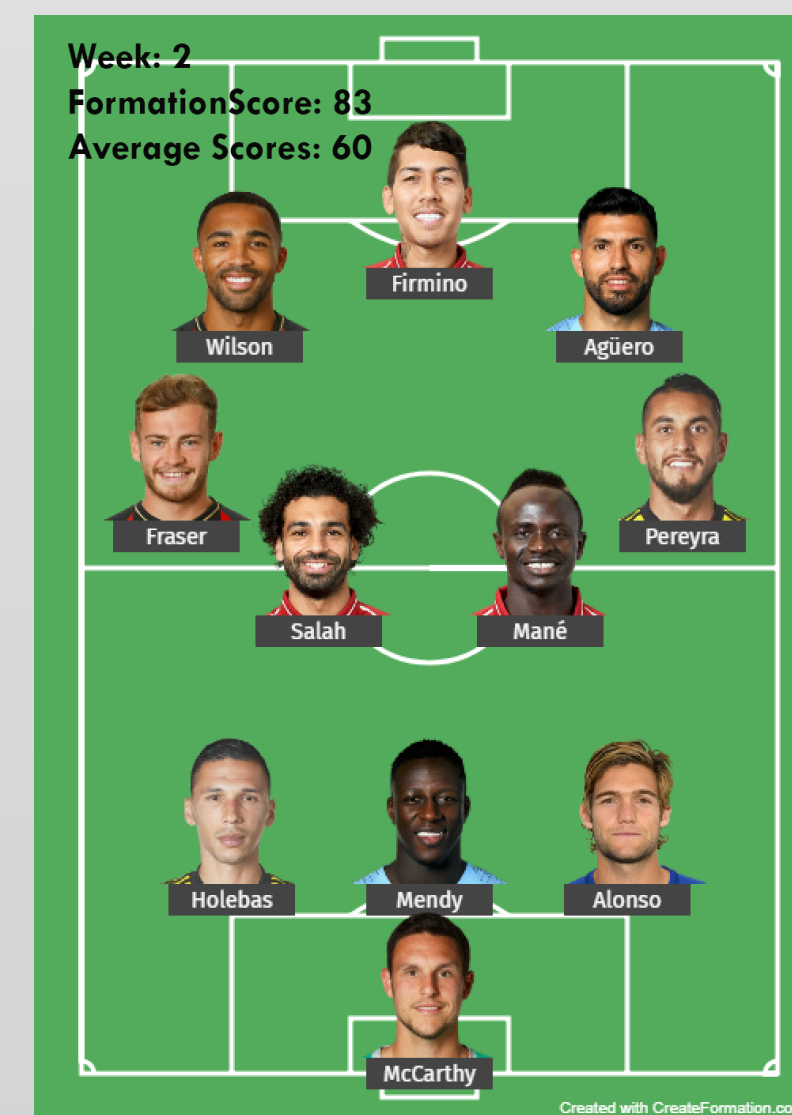 Week: 2
FormationScore: 83
Average Scores: 60
Firmino
Wilson
Agüero
Fraser
Pereyra
Salah
Mané
Holebas
Mendy
Alonso
McCarthy
Created with CreateFormation.co